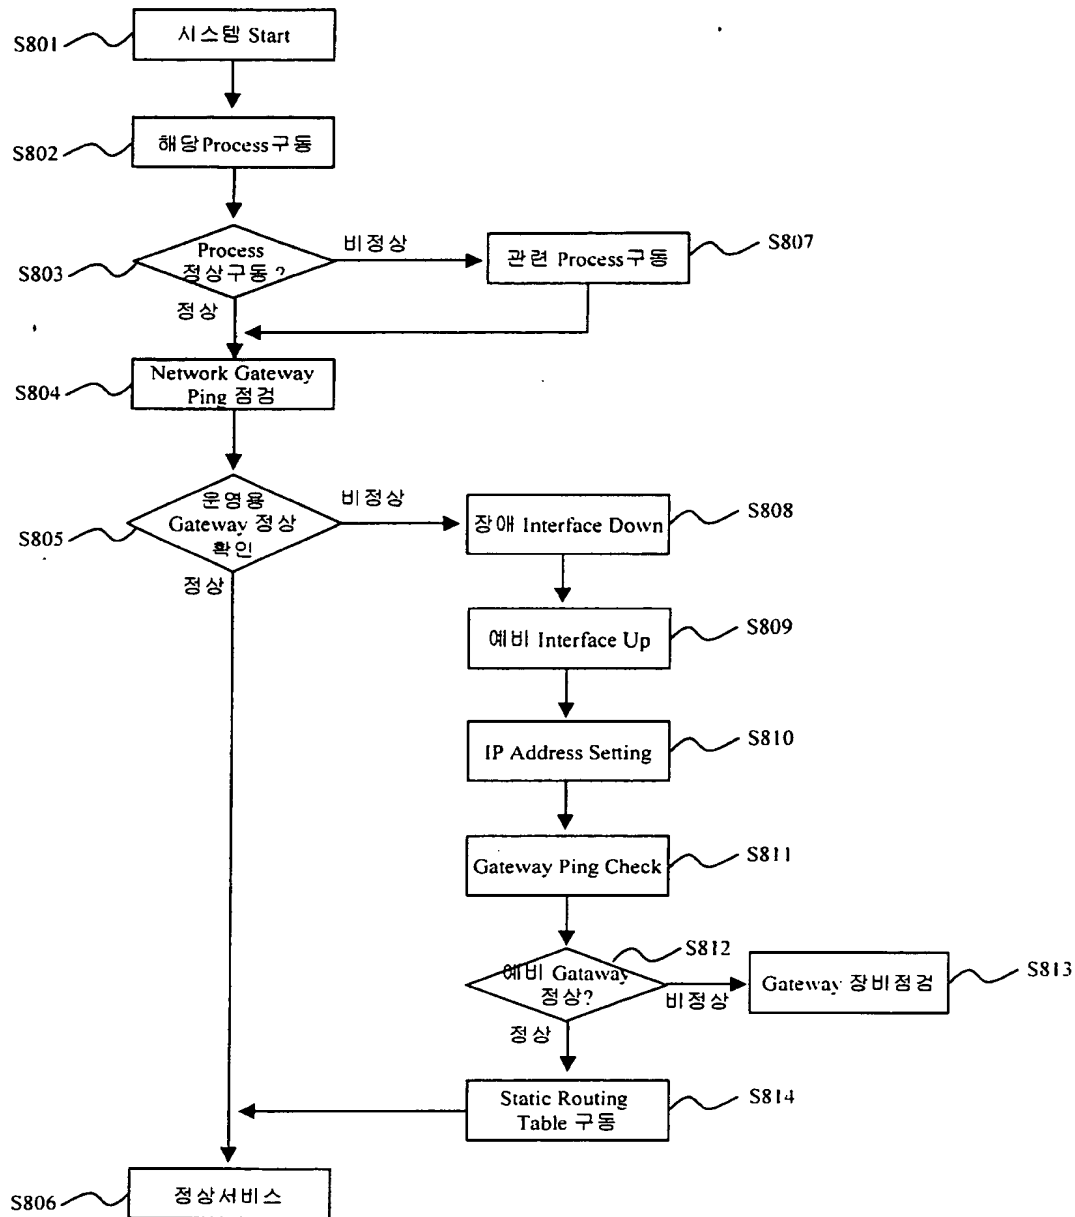 S801
시스템 Start
S802
해당Process구동
S803
Process
정상구동?
비정상
정상
S807
관련 Process구동
S804
Network Gateway
Ping 점검
S805
운영용
Gateway 정상
확인
비정상
정상
S808
장애 Interface Down
S809
예비 Interface Up
S810
IP Address Setting
S811
Gateway Ping Check
S812
예비 Gataway
정상?
비정상
정상
S813
Gateway 장비점검
S814
Static Routing
Table 구동
S806
정상서비스